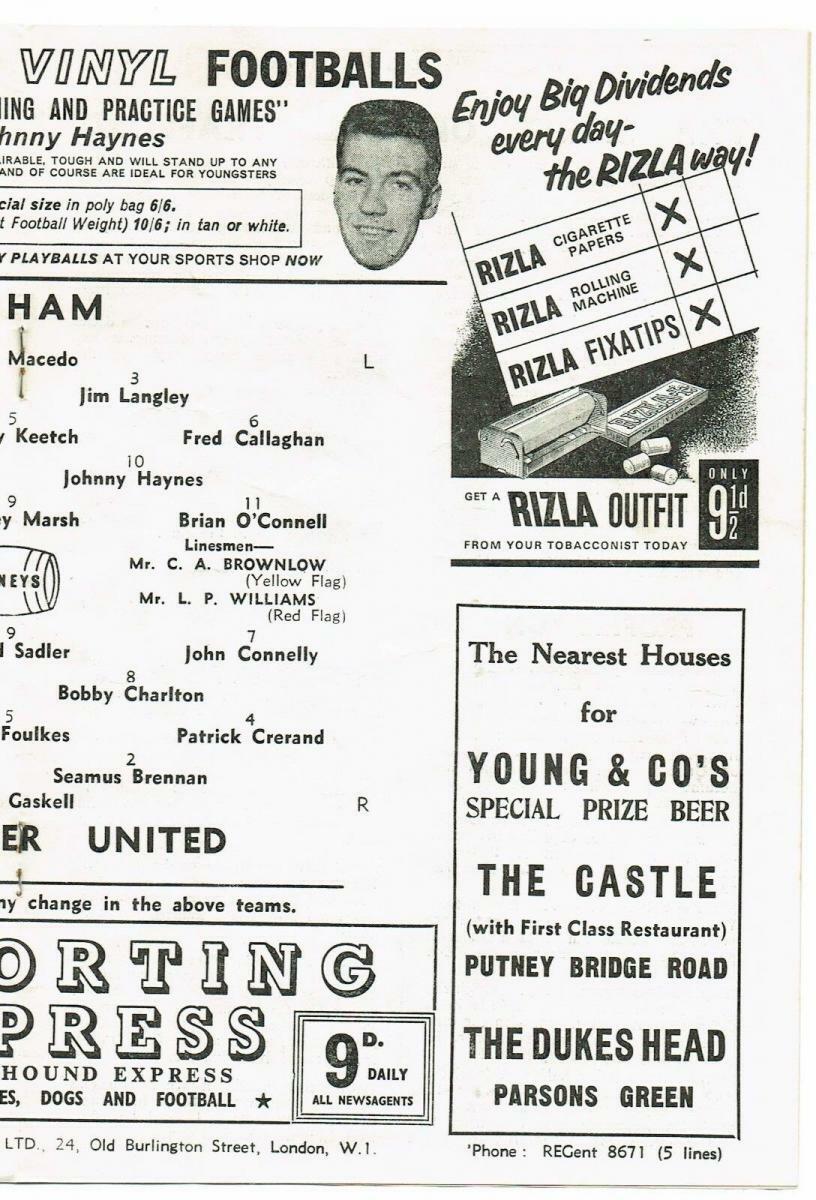 VINYL FOOTBALLS
ING AND PRACTICE GAMES"
hnny Haynes
IRABLE, TOUGH AND WILL STAND UP TO ANY
AND OF COURSE ARE IDEAL FOR YOUNGSTERS
cial size in poly bag 6/6.
t Football Weight) 10/6; in tan or white.
Y PLAYBALLS AT YOUR SPORTS SHOP NOW
HAM
Macedo
L
3
Jim Langley
5
y Keetch
6
Fred Callaghan
10
Johnny Haynes
9
ey Marsh
11
Brian O'Connell
Linesmen—
Mr. C. A. BROWNLOW
(Yellow Flag)
Mr. L. P. WILLIAMS
(Red Flag)
NEYS
9
d Sadler
7
John Connelly
8
Bobby Charlton
5
Foulkes
4
Patrick Crerand
2
Seamus Brennan
Gaskell
R
ER UNITED
ny change in the above teams.
ORTING
PRESS
HOUND EXPRESS
ES, DOGS AND FOOTBALL ★
9D.
DAILY
ALL NEWSAGENTS
LTD., 24, Old Burlington Street, London, W.1.
Enjoy Big Dividends
every day-
the RIZLA way!
RIZLA CIGARETTE PAPERS X
RIZLA ROLLING MACHINE X
RIZLA FIXATIPS X
GET A RIZLA OUTFIT
FROM YOUR TOBACCONIST TODAY
ONLY
9½d
The Nearest Houses
for
YOUNG & CO'S
SPECIAL PRIZE BEER
THE CASTLE
(with First Class Restaurant)
PUTNEY BRIDGE ROAD
THE DUKES HEAD
PARSONS GREEN
'Phone : REGent 8671 (5 lines)